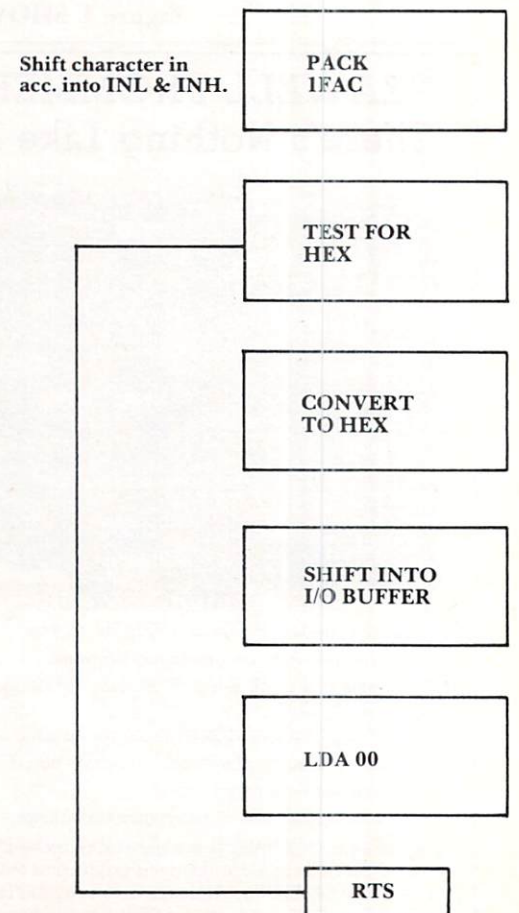 Shift character in
acc. into INL & INH.
PACK
1FAC
TEST FOR
HEX
CONVERT
TO HEX
SHIFT INTO
I/O BUFFER
LDA 00
RTS